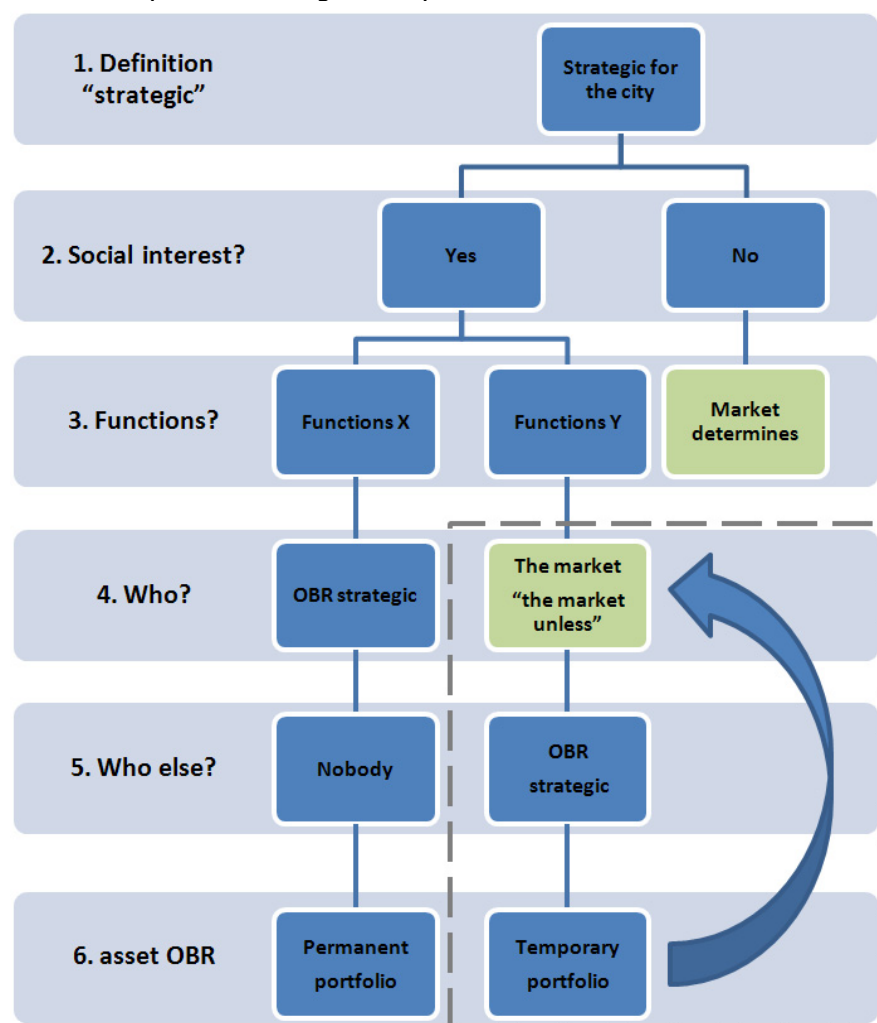 1. Definition
"strategic"
Strategic for
the city
2. Social interest?
Yes
No
3. Functions?
Functions X
Functions Y
Market
determines
4. Who?
OBR strategic
The market
"the market
unless"
5. Who else?
Nobody
OBR
strategic
6. asset OBR
Permanent
portfolio
Temporary
portfolio